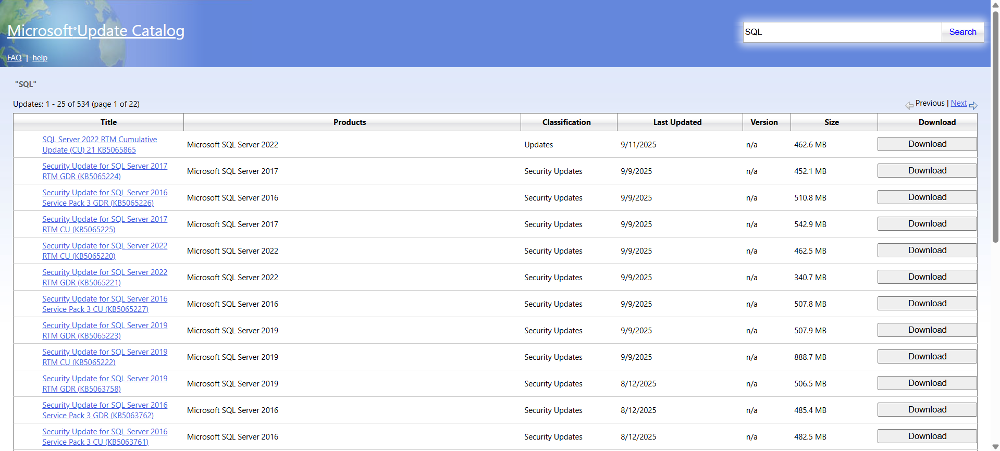 Microsoft®Update Catalog
SQL
Search
FAQ | help
"SQL"
Updates: 1 - 25 of 534 (page 1 of 22)
Previous | Next
Title Products Classification Last Updated Version Size Download
SQL Server 2022 RTM Cumulative
Update (CU) 21 KB5065865
Microsoft SQL Server 2022 Updates 9/11/2025 n/a 462.6 MB Download
Security Update for SQL Server 2017
RTM GDR (KB5065224)
Microsoft SQL Server 2017 Security Updates 9/9/2025 n/a 452.1 MB Download
Security Update for SQL Server 2016
Service Pack 3 GDR (KB5065226)
Microsoft SQL Server 2016 Security Updates 9/9/2025 n/a 510.8 MB Download
Security Update for SQL Server 2017
RTM CU (KB5065225)
Microsoft SQL Server 2017 Security Updates 9/9/2025 n/a 542.9 MB Download
Security Update for SQL Server 2022
RTM CU (KB5065220)
Microsoft SQL Server 2022 Security Updates 9/9/2025 n/a 462.5 MB Download
Security Update for SQL Server 2022
RTM GDR (KB5065221)
Microsoft SQL Server 2022 Security Updates 9/9/2025 n/a 340.7 MB Download
Security Update for SQL Server 2016
Service Pack 3 CU (KB5065227)
Microsoft SQL Server 2016 Security Updates 9/9/2025 n/a 507.8 MB Download
Security Update for SQL Server 2019
RTM GDR (KB5065223)
Microsoft SQL Server 2019 Security Updates 9/9/2025 n/a 507.9 MB Download
Security Update for SQL Server 2019
RTM CU (KB5065222)
Microsoft SQL Server 2019 Security Updates 9/9/2025 n/a 888.7 MB Download
Security Update for SQL Server 2019
RTM GDR (KB5063758)
Microsoft SQL Server 2019 Security Updates 8/12/2025 n/a 506.5 MB Download
Security Update for SQL Server 2016
Service Pack 3 GDR (KB5063762)
Microsoft SQL Server 2016 Security Updates 8/12/2025 n/a 485.4 MB Download
Security Update for SQL Server 2016
Service Pack 3 CU (KB5063761)
Microsoft SQL Server 2016 Security Updates 8/12/2025 n/a 482.5 MB Download